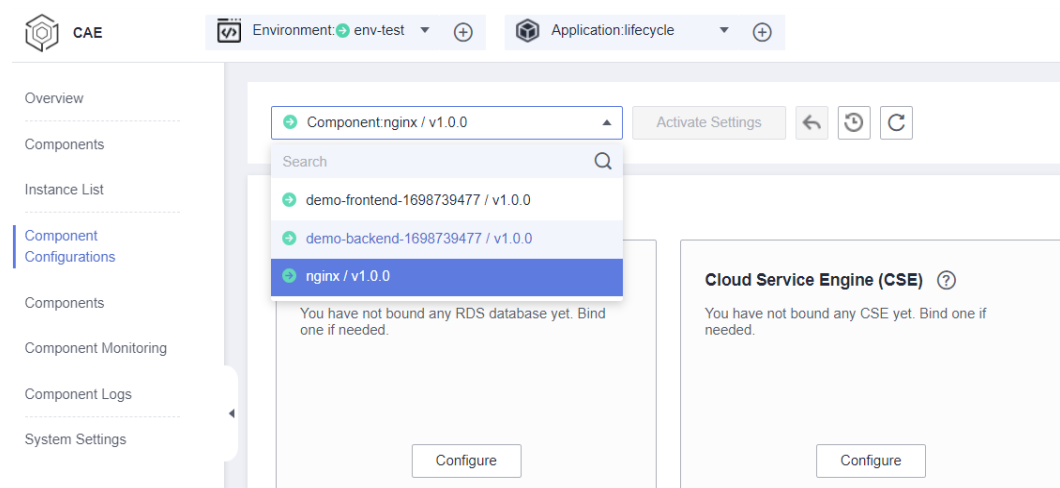 CAE
Environment: env-test
Application:lifecycle
Overview
Components
Instance List
Component
Configurations
Components
Component Monitoring
Component Logs
System Settings
Component:nginx / v1.0.0
Activate Settings
Search
demo-frontend-1698739477 / v1.0.0
demo-backend-1698739477 / v1.0.0
nginx / v1.0.0
You have not bound any RDS database yet. Bind
one if needed.
Configure
Cloud Service Engine (CSE) ?
You have not bound any CSE yet. Bind one if
needed.
Configure